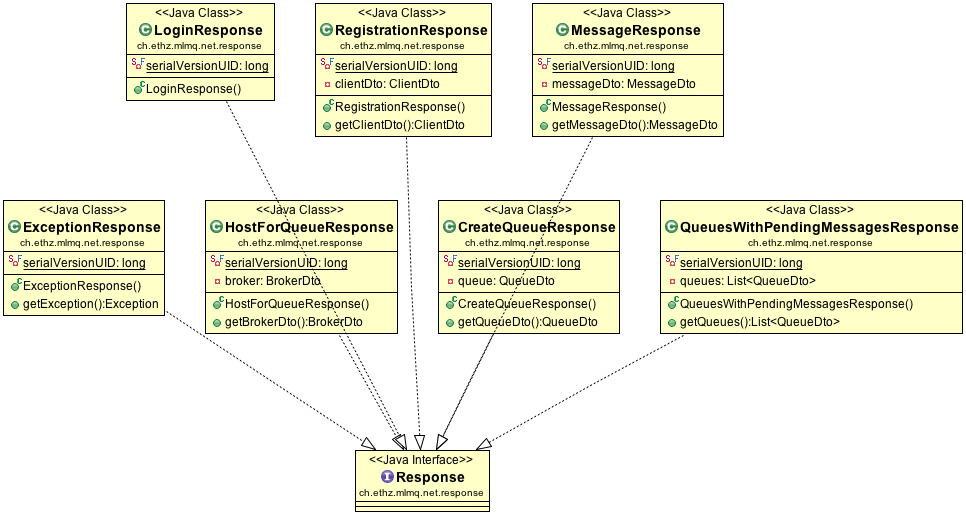 <<Java Class>>
LoginResponse
ch.ethz.mlmq.net.response
serialVersionUID: long
LoginResponse()
<<Java Class>>
RegistrationResponse
ch.ethz.mlmq.net.response
serialVersionUID: long
clientDto: ClientDto
RegistrationResponse()
getClientDto():ClientDto
<<Java Class>>
MessageResponse
ch.ethz.mlmq.net.response
serialVersionUID: long
messageDto: MessageDto
MessageResponse()
getMessageDto():MessageDto
<<Java Class>>
ExceptionResponse
ch.ethz.mlmq.net.response
serialVersionUID: long
ExceptionResponse()
getException():Exception
<<Java Class>>
HostForQueueResponse
ch.ethz.mlmq.net.response
serialVersionUID: long
broker: BrokerDto
HostForQueueResponse()
getBrokerDto():BrokerDto
<<Java Class>>
CreateQueueResponse
ch.ethz.mlmq.net.response
serialVersionUID: long
queue: QueueDto
CreateQueueResponse()
getQueueDto():QueueDto
<<Java Class>>
QueuesWithPendingMessagesResponse
ch.ethz.mlmq.net.response
serialVersionUID: long
queues: List<QueueDto>
QueuesWithPendingMessagesResponse()
getQueues():List<QueueDto>
<<Java Interface>>
Response
ch.ethz.mlmq.net.response